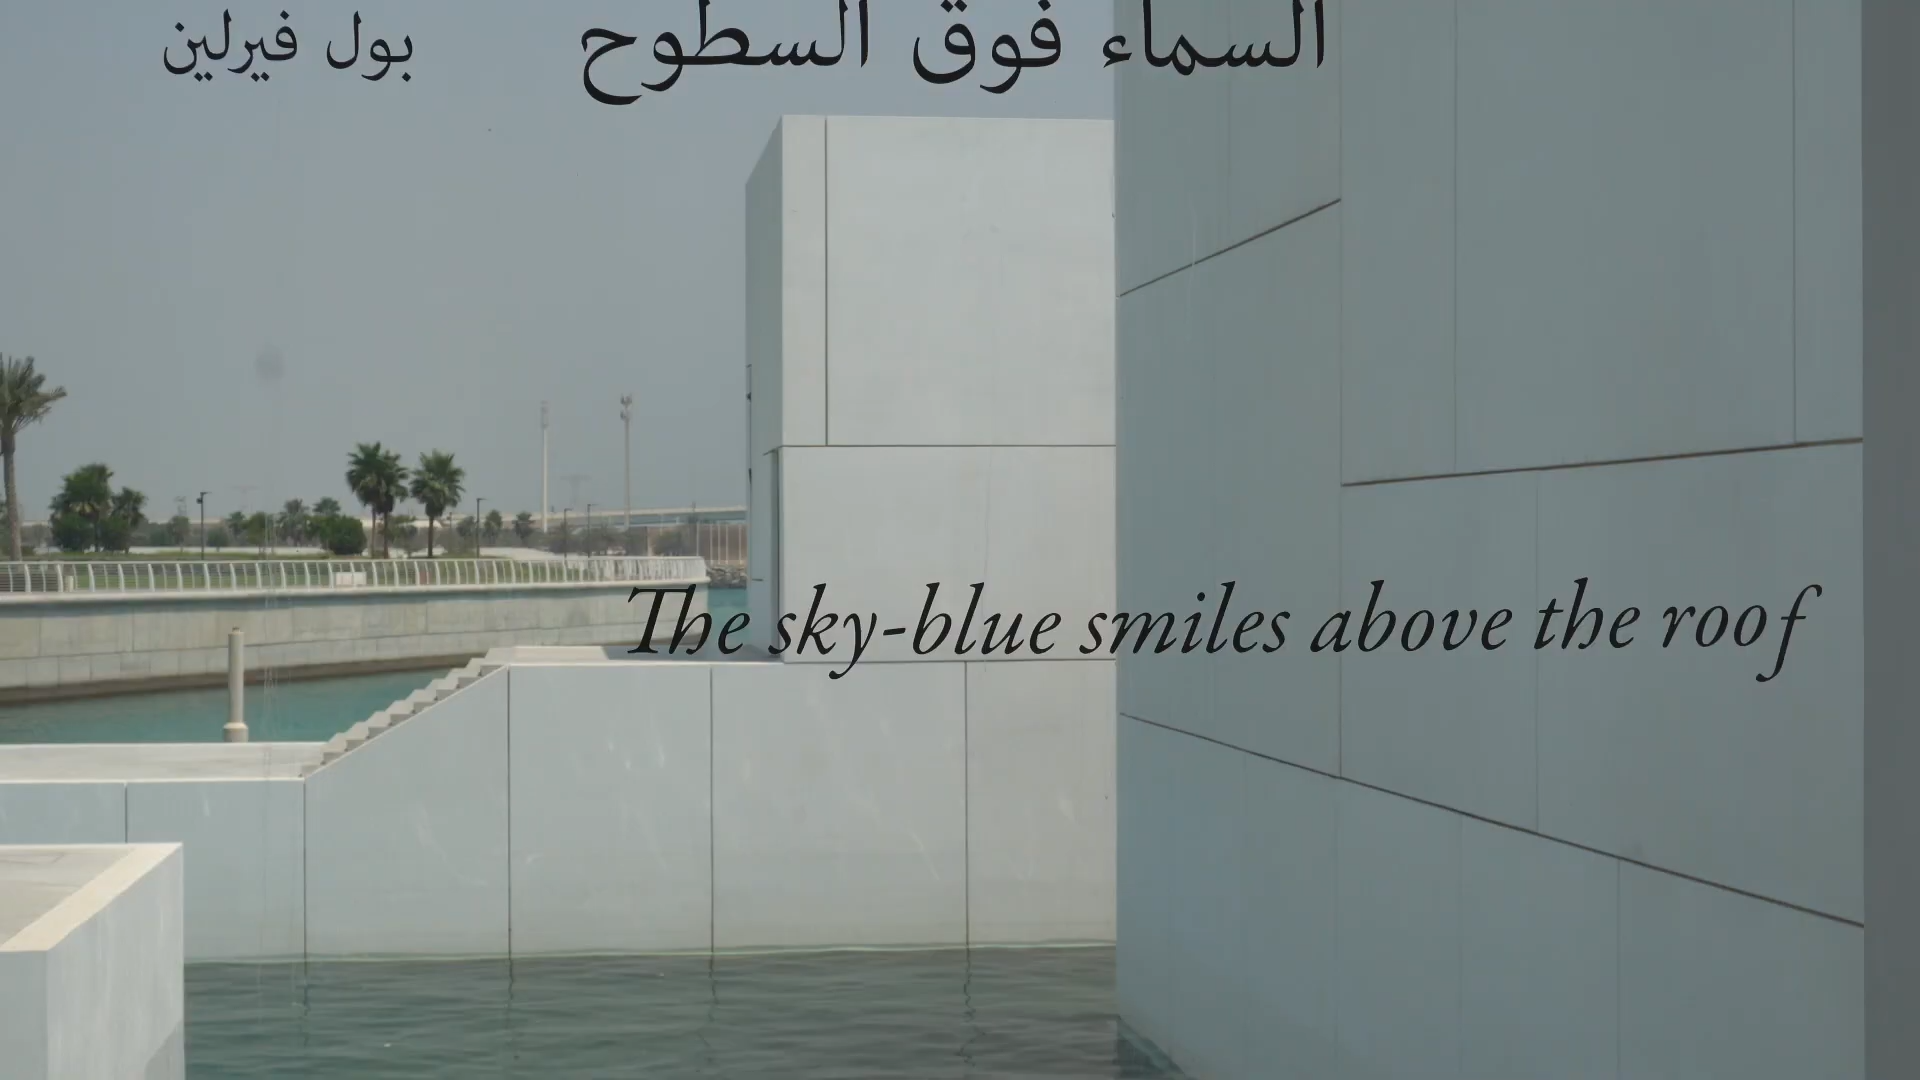 السماء فوق السطوح
بول فيرلين
The sky-blue smiles above the roof